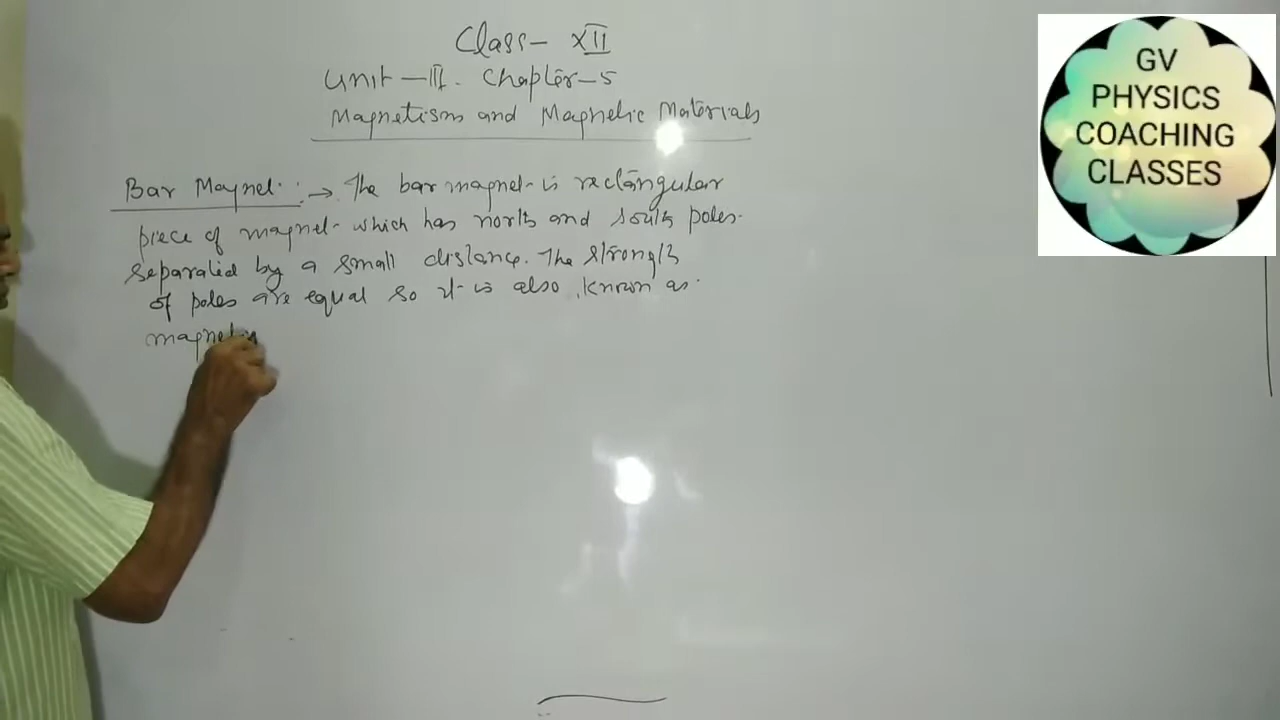 Class- XII
Unit-III. Chapter-5
Magnetism and Magnetic Materials
Bar Magnet: → The bar magnet is rectangular
piece of magnet which has north and south poles
separated by a small distance. The strength
of poles are equal so it is also known as
GV
PHYSICS
COACHING
CLASSES